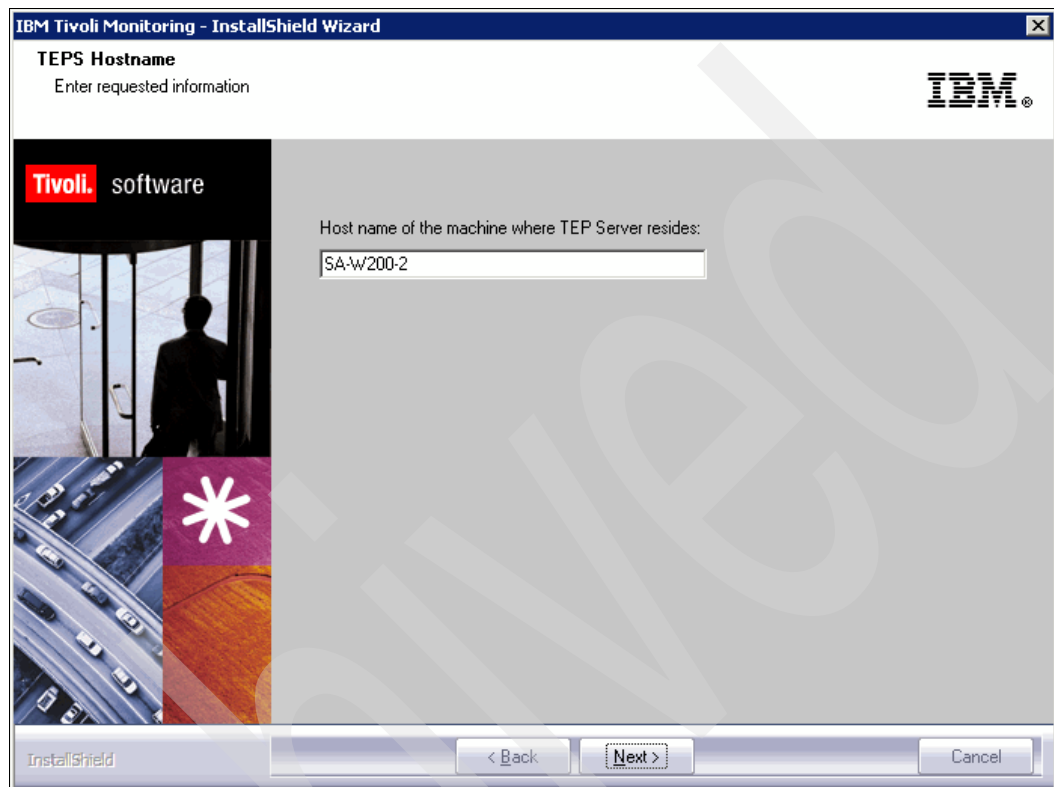 IBM Tivoli Monitoring - InstallShield Wizard
TEPS Hostname
Enter requested information
IBM®
Tivoli. software
Host name of the machine where TEP Server resides:
SA-W200-2
InstallShield
< Back
Next >
Cancel
hived